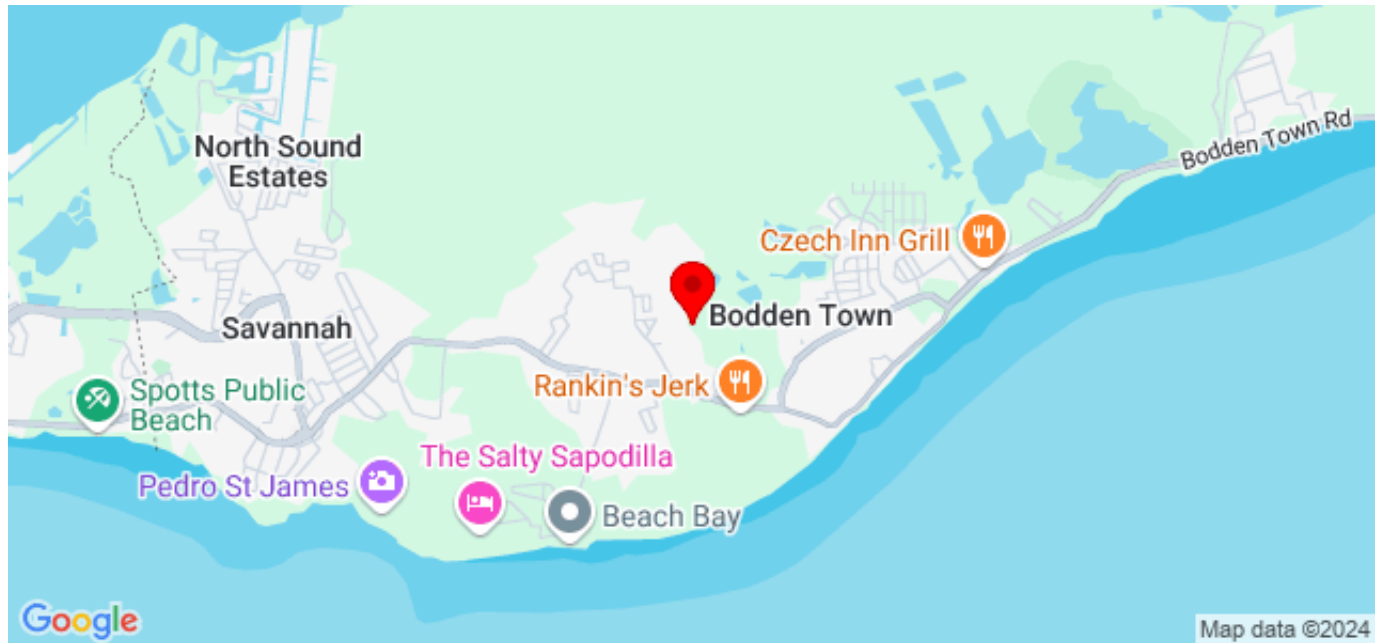 Bodden Town Rd
North Sound
Estates
Czech Inn Grill
Bodden Town
Savannah
Rankin's Jerk
Spotts Public
Beach
The Salty Sapodilla
Pedro St James
Beach Bay
Google
Map data ©2024